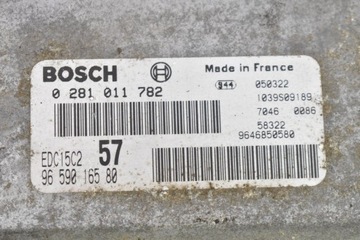 BOSCH
Made in France
0 281 011 782
944 050322
1039S09189
7046 0086
58322
9646850580
EDC15C2 57
96 590 165 80